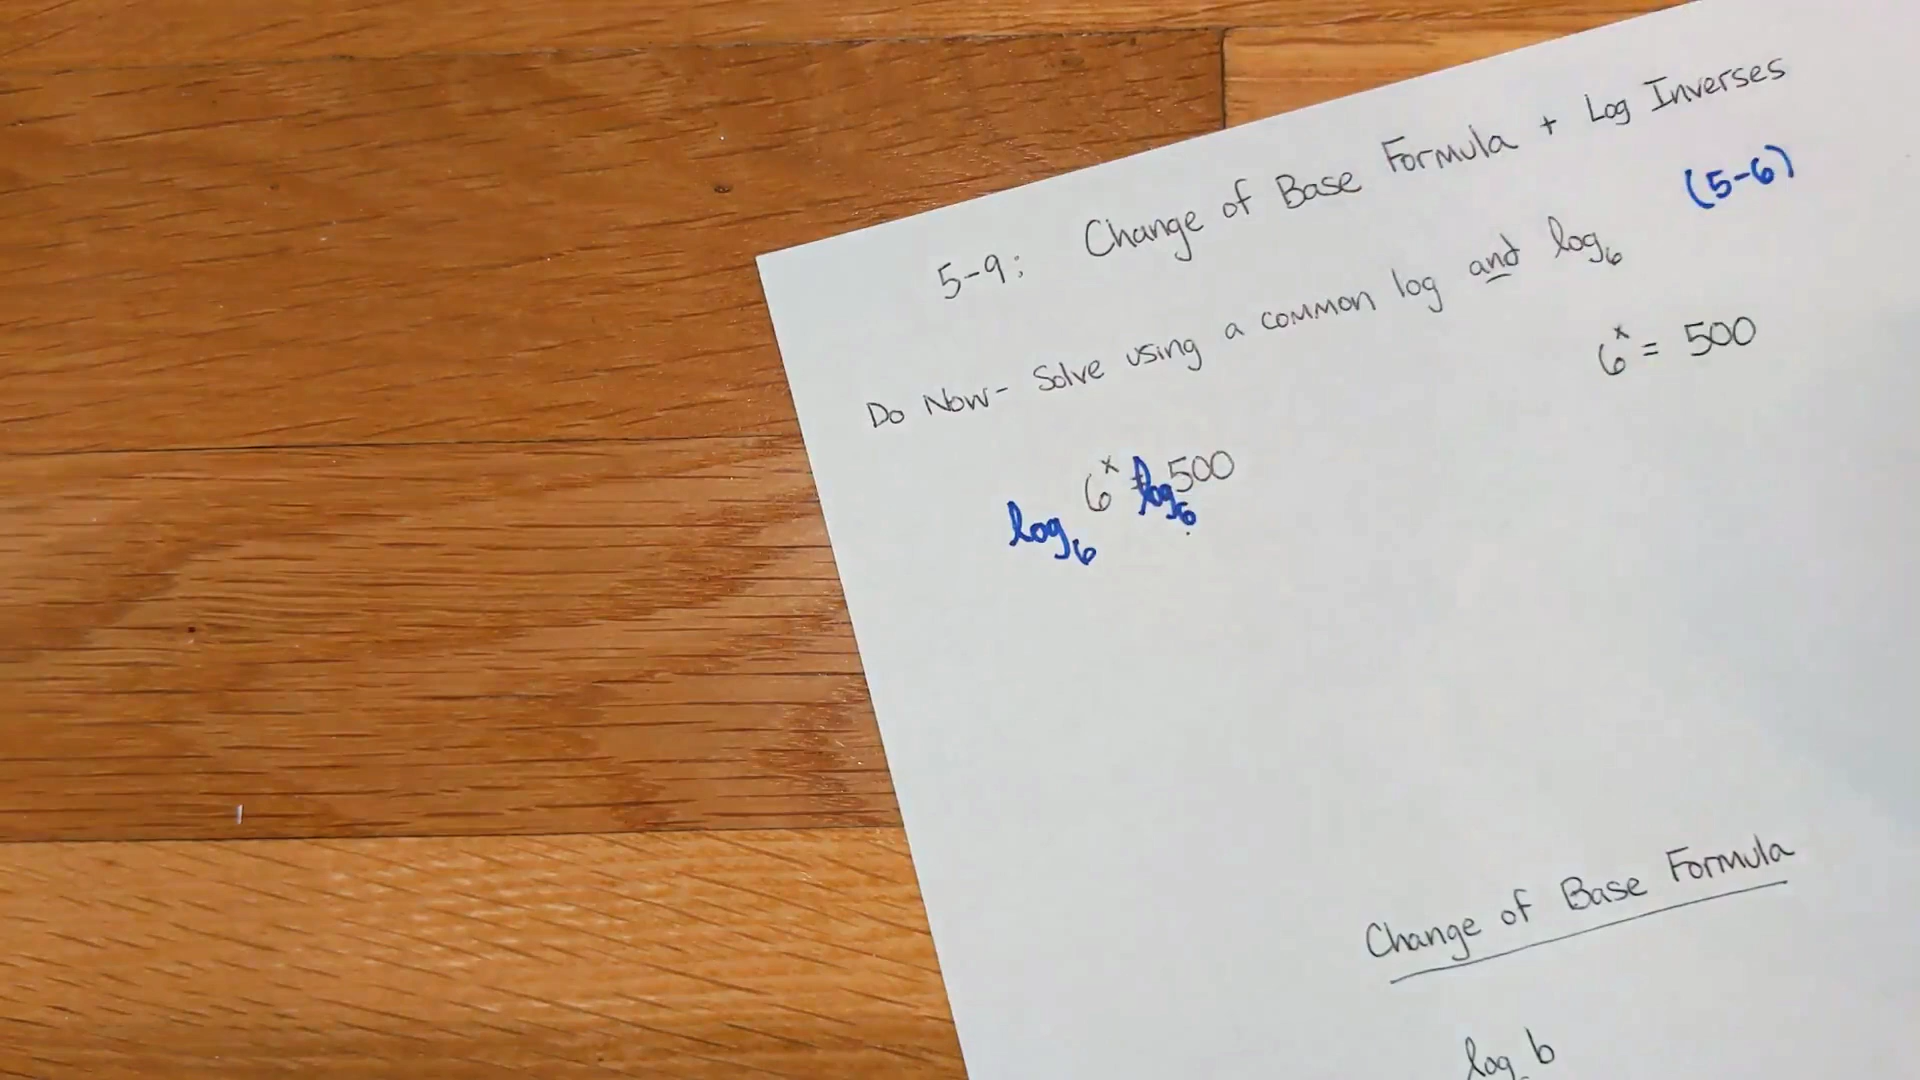 5-9: Change of Base Formula + Log Inverses
(5-6)
Do Now- Solve using a common log and log₆
6ˣ = 500
log₆ 6ˣ = log₆ 500
Change of Base Formula
log b